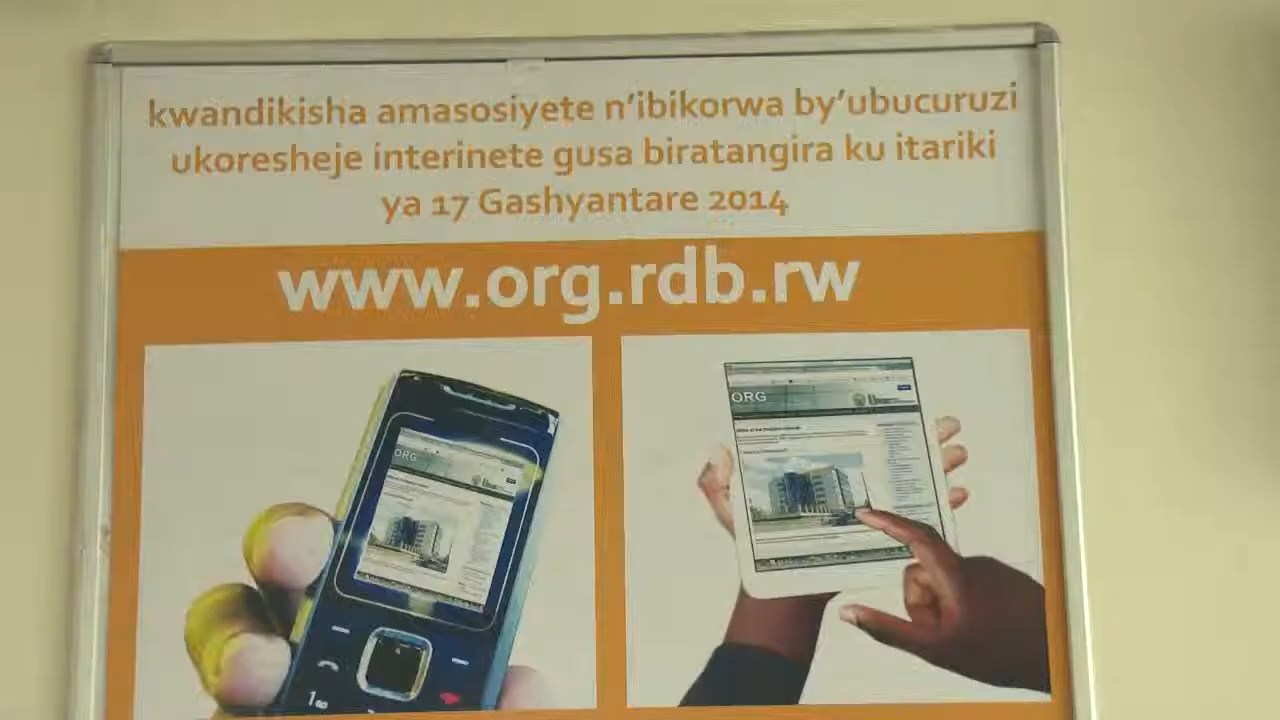 kwandikisha amasosiyete n'ibikorwa by'ubucuruzi
ukoresheje interinete gusa biratangira ku itariki
ya 17 Gashyantare 2014
www.org.rdb.rw
ORG
ORG
1